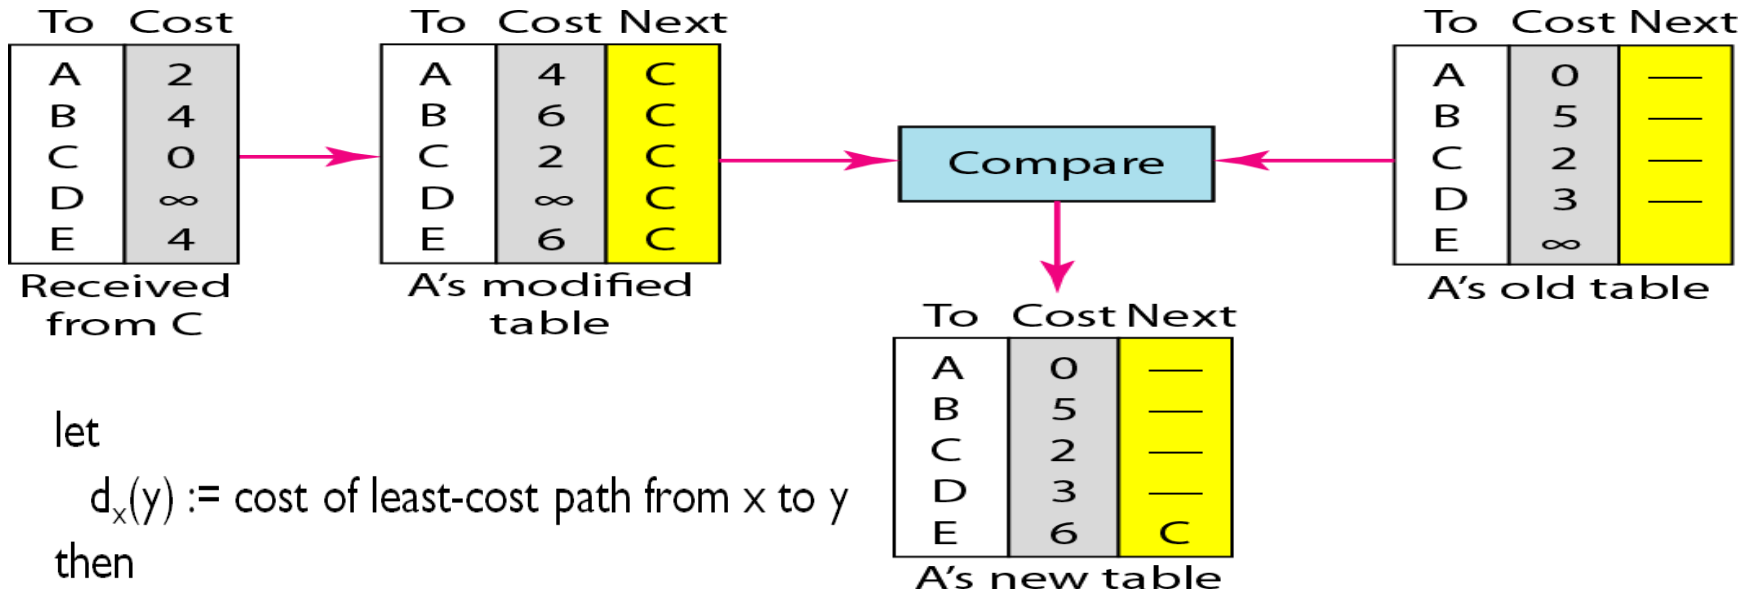 To Cost
A 2
B 4
C 0
D ∞
E 4
Received
from C
To Cost Next
A 4 C
B 6 C
C 2 C
D ∞ C
E 6 C
A's modified
table
Compare
To Cost Next
A 0 —
B 5 —
C 2 —
D 3 —
E ∞
A's old table
To Cost Next
A 0 —
B 5 —
C 2 —
D 3 —
E 6 C
A's new table
let
dₓ(y) := cost of least-cost path from x to y
then